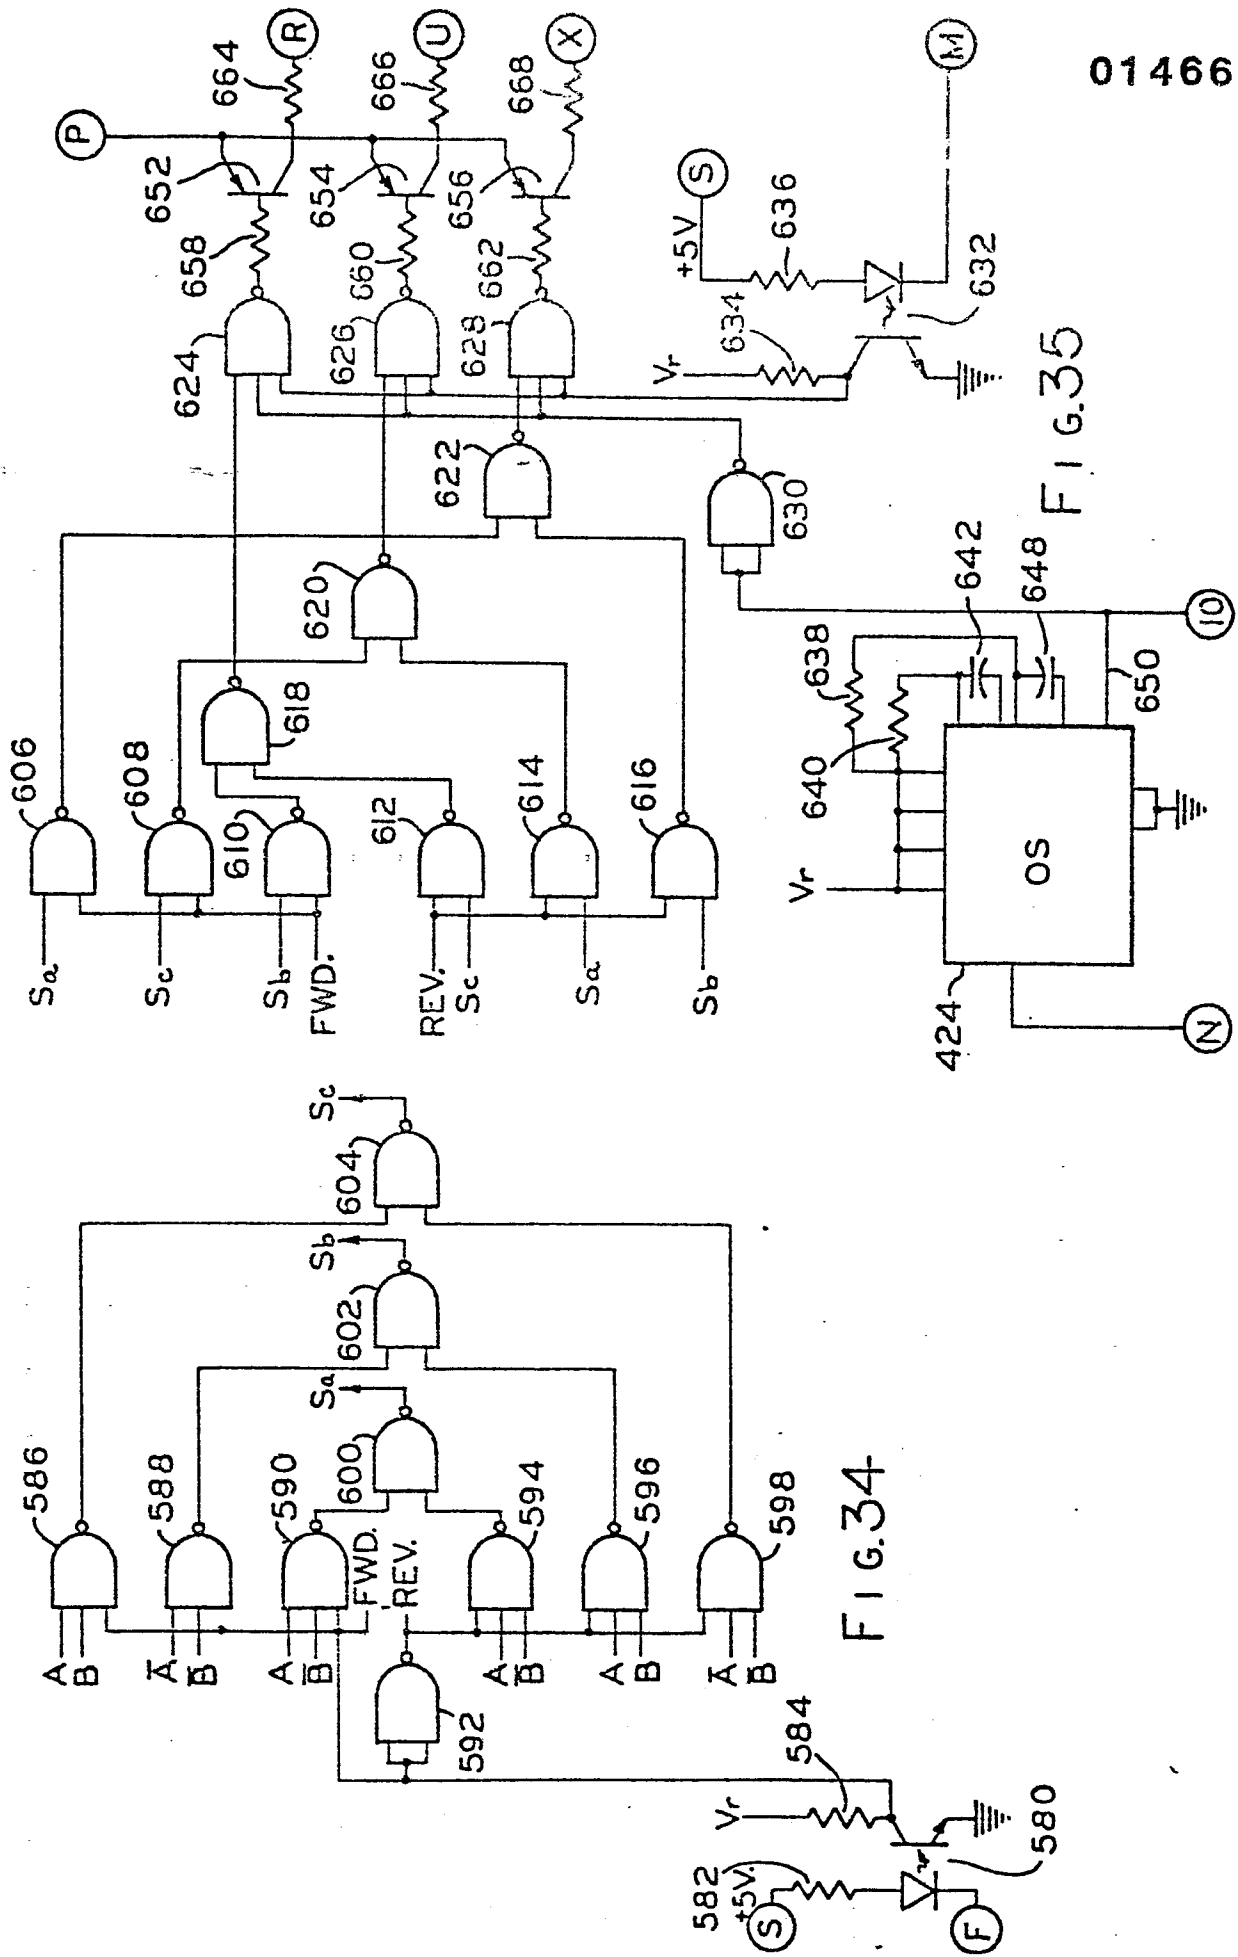 01466
P
R
U
X
664
666
668
652
654
656
658
660
662
624
626
628
S
+5V
636
M
634
Vr
632
FIG.35
622
630
620
618
606
608
610
612
614
616
Sa
Sc
Sb
FWD.
REV.
Sc
Sa
Sb
638
640
642
648
650
Vr
OS
424
N
10
Sc
604
Sb
602
Sa
600
586
588
590
594
596
598
FWD.
REV.
A
B
A̅
B̅
A
B̅
A
B̅
A
B
A̅
B̅
592
FIG.34
584
Vr
582
+5V.
S
F
580